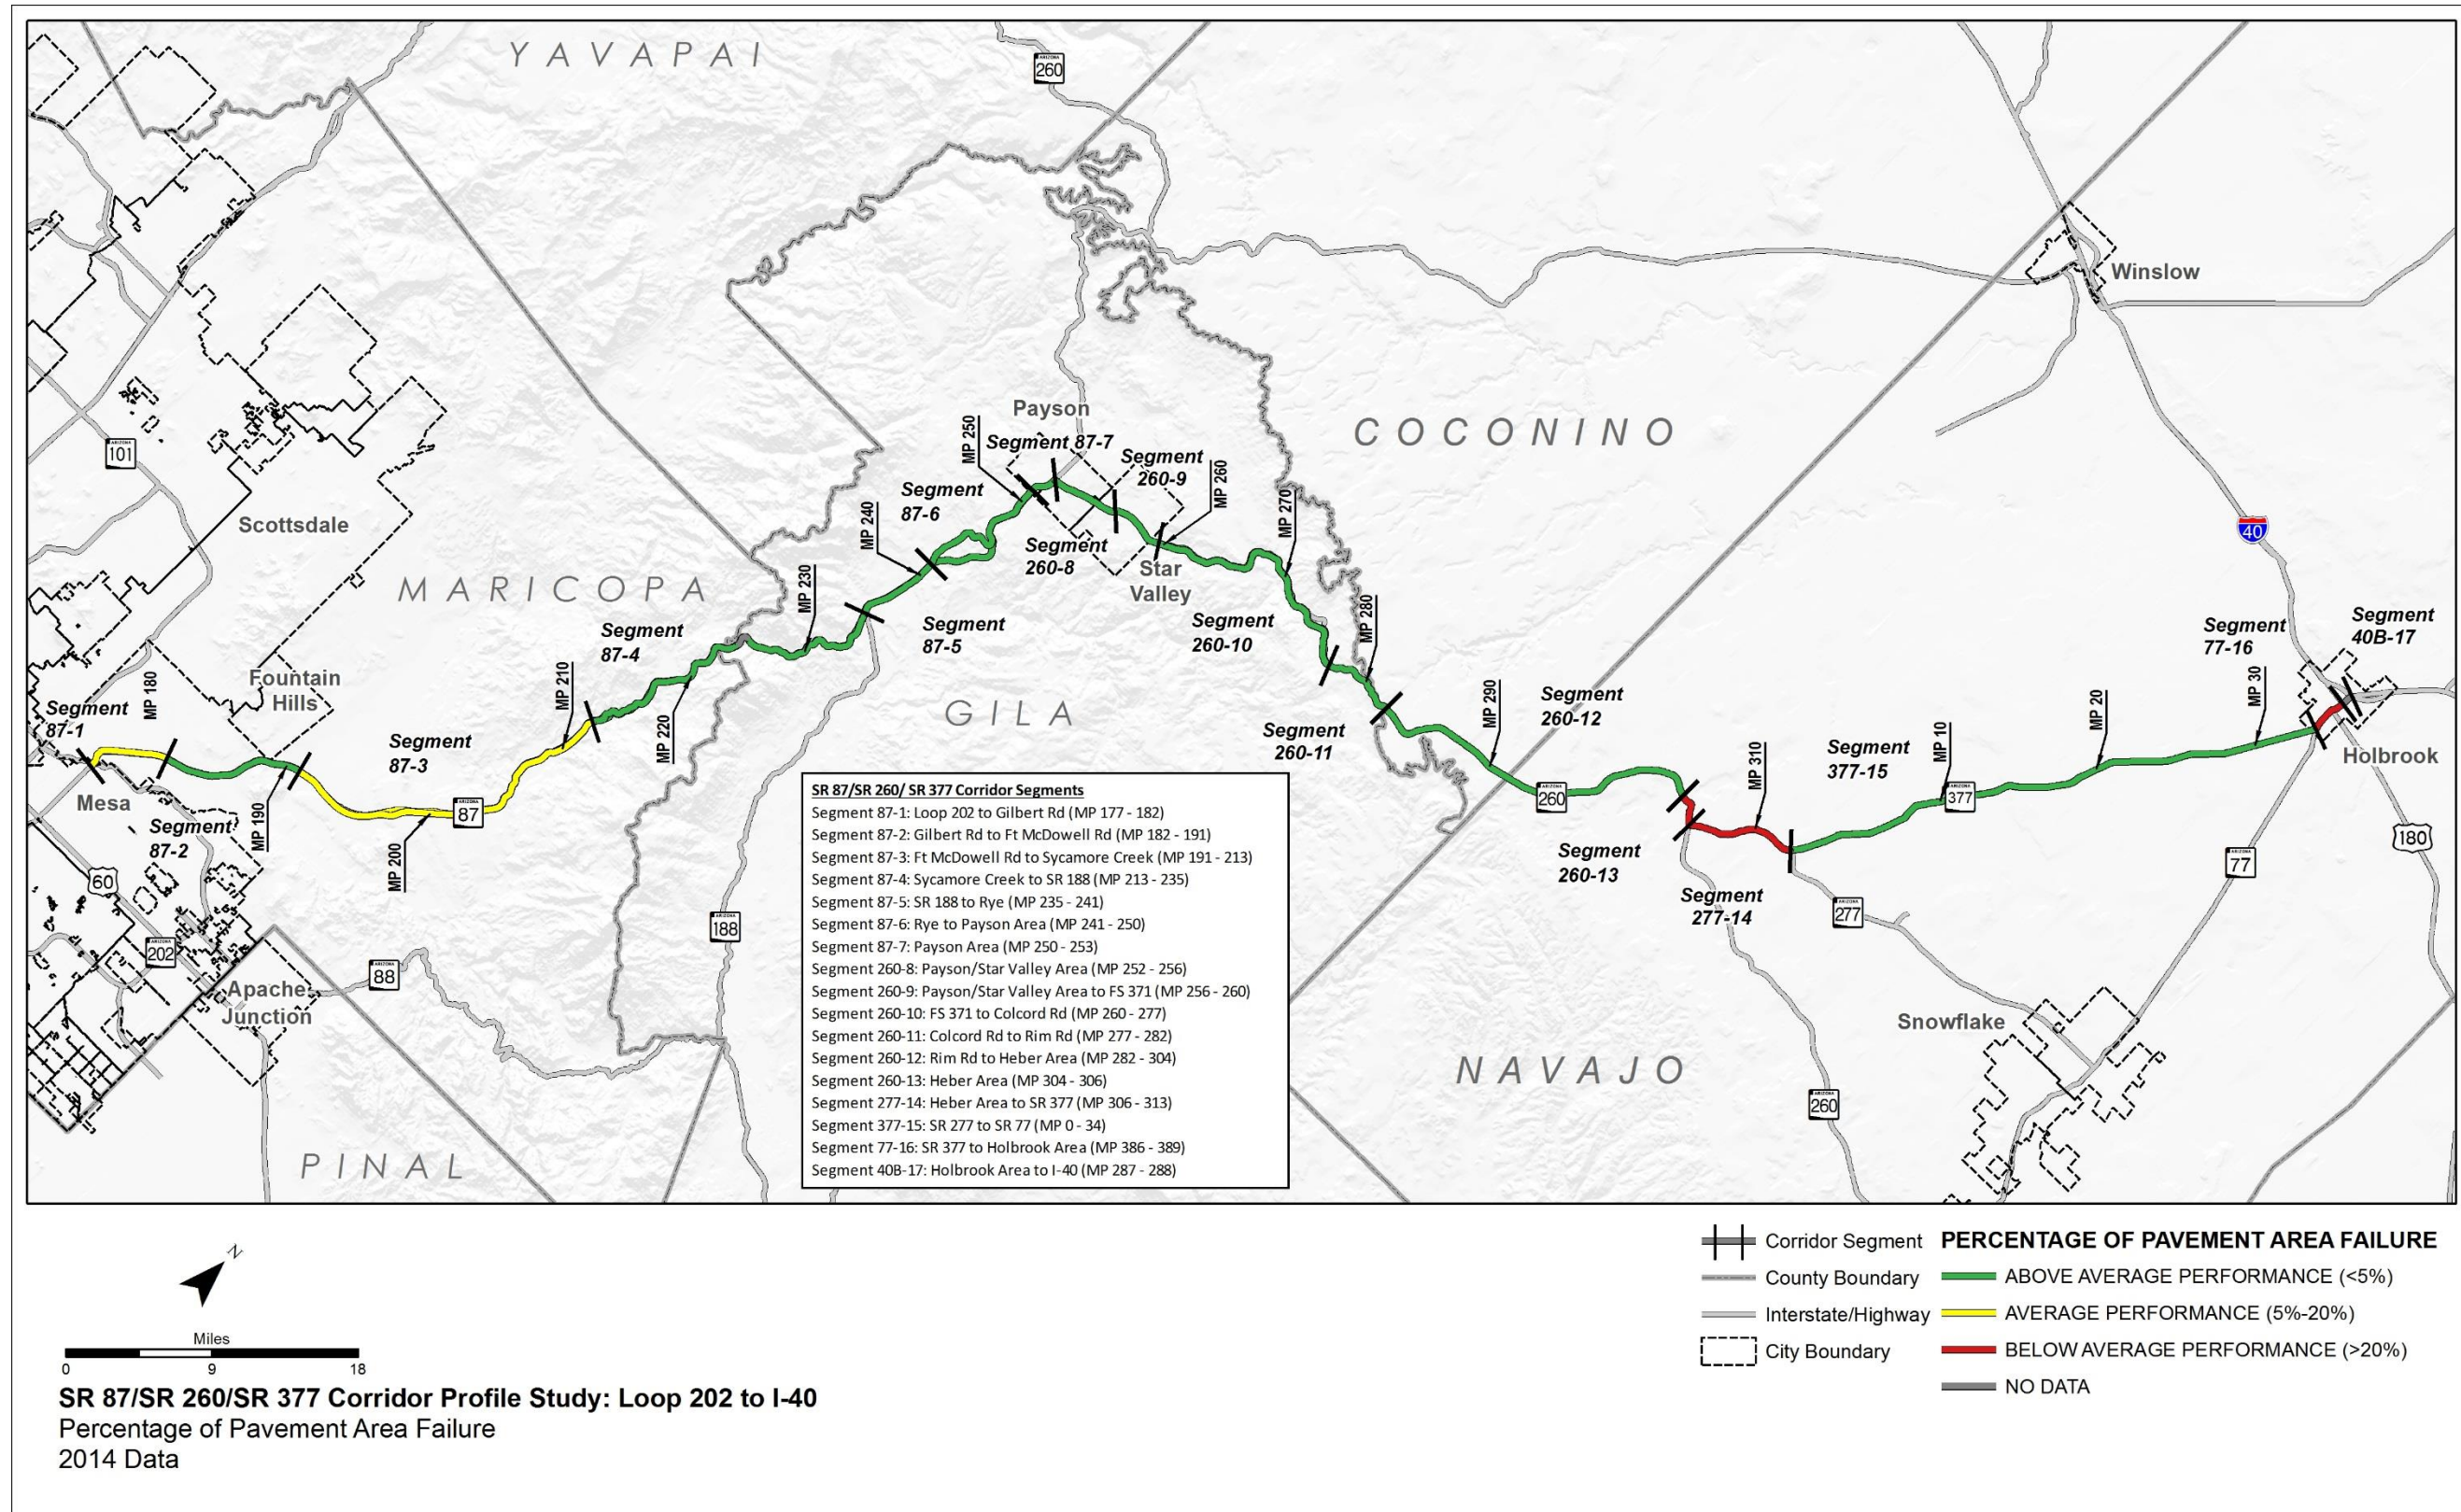 YAVAPAI
ARIZONA
260
Winslow
COCONINO
Payson
MP 250
Segment 87-7
Segment
260-9
MP 260
ARIZONA
101
Segment
87-6
MP 240
MP 270
Scottsdale
40
Segment
260-8
Star
Valley
MARICOPA
MP 230
MP 280
Segment
87-4
Segment
87-5
Segment
260-10
Segment
77-16
Segment
40B-17
Fountain
Hills
MP 180
MP 210
Segment
87-1
MP 220
GILA
MP 290
Segment
260-12
MP 20
MP 30
Segment
87-3
Segment
260-11
MP 310
Segment
377-15
MP 10
Holbrook
Mesa
ARIZONA
87
ARIZONA
260
ARIZONA
377
Segment
87-2
MP 190
MP 200
Segment
260-13
180
ARIZONA
77
60
Segment
277-14
ARIZONA
277
ARIZONA
188
ARIZONA
202
ARIZONA
88
Apache
Junction
Snowflake
NAVAJO
ARIZONA
260
PINAL
SR 87/SR 260/ SR 377 Corridor Segments
Segment 87-1: Loop 202 to Gilbert Rd (MP 177 - 182)
Segment 87-2: Gilbert Rd to Ft McDowell Rd (MP 182 - 191)
Segment 87-3: Ft McDowell Rd to Sycamore Creek (MP 191 - 213)
Segment 87-4: Sycamore Creek to SR 188 (MP 213 - 235)
Segment 87-5: SR 188 to Rye (MP 235 - 241)
Segment 87-6: Rye to Payson Area (MP 241 - 250)
Segment 87-7: Payson Area (MP 250 - 253)
Segment 260-8: Payson/Star Valley Area (MP 252 - 256)
Segment 260-9: Payson/Star Valley Area to FS 371 (MP 256 - 260)
Segment 260-10: FS 371 to Colcord Rd (MP 260 - 277)
Segment 260-11: Colcord Rd to Rim Rd (MP 277 - 282)
Segment 260-12: Rim Rd to Heber Area (MP 282 - 304)
Segment 260-13: Heber Area (MP 304 - 306)
Segment 277-14: Heber Area to SR 377 (MP 306 - 313)
Segment 377-15: SR 277 to SR 77 (MP 0 - 34)
Segment 77-16: SR 377 to Holbrook Area (MP 386 - 389)
Segment 40B-17: Holbrook Area to I-40 (MP 287 - 288)
N
Miles
0 9 18
SR 87/SR 260/SR 377 Corridor Profile Study: Loop 202 to I-40
Percentage of Pavement Area Failure
2014 Data
Corridor Segment
County Boundary
Interstate/Highway
City Boundary
PERCENTAGE OF PAVEMENT AREA FAILURE
ABOVE AVERAGE PERFORMANCE (<5%)
AVERAGE PERFORMANCE (5%-20%)
BELOW AVERAGE PERFORMANCE (>20%)
NO DATA